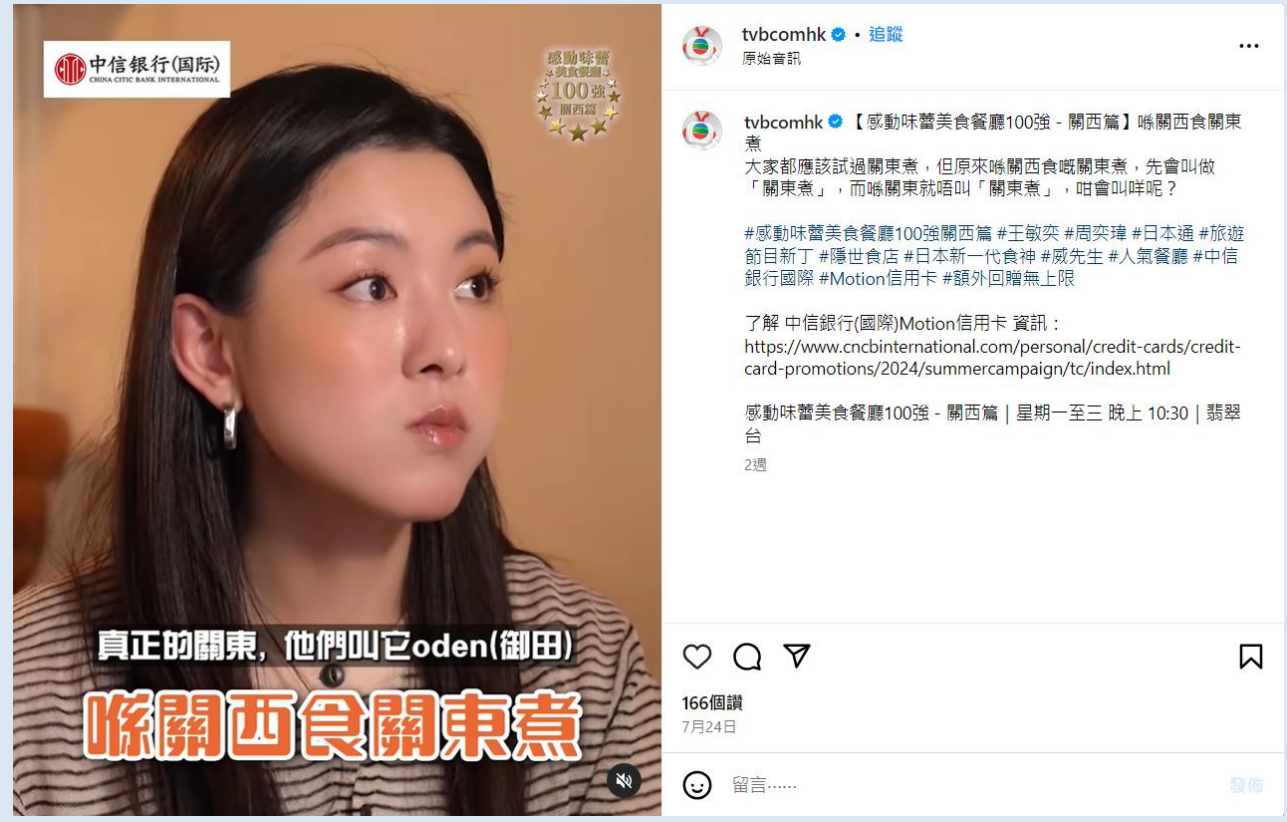 中信银行(国际)
CHINA CITIC BANK INTERNATIONAL
感動味蕾
美食餐廳
100強
關西篇
真正的關東，他們叫它oden(御田)
喺關西食關東煮
tvbcomhk • 追蹤
原始音訊
tvbcomhk 【感動味蕾美食餐廳100強 - 關西篇】喺關西食關東
煮
大家都應該試過關東煮，但原來喺關西食嘅關東煮，先會叫做
「關東煮」，而喺關東就唔叫「關東煮」，咁會叫咩呢？
#感動味蕾美食餐廳100強關西篇 #王敏奕 #周奕瑋 #日本通 #旅遊
節目新丁 #隱世食店 #日本新一代食神 #威先生 #人氣餐廳 #中信
銀行國際 #Motion信用卡 #額外回贈無上限
了解 中信銀行(國際)Motion信用卡 資訊：
https://www.cncbinternational.com/personal/credit-cards/credit-
card-promotions/2024/summercampaign/tc/index.html
感動味蕾美食餐廳100強 - 關西篇 | 星期一至三 晚上 10:30 | 翡翠
台
2週
166個讚
7月24日
留言……
發佈